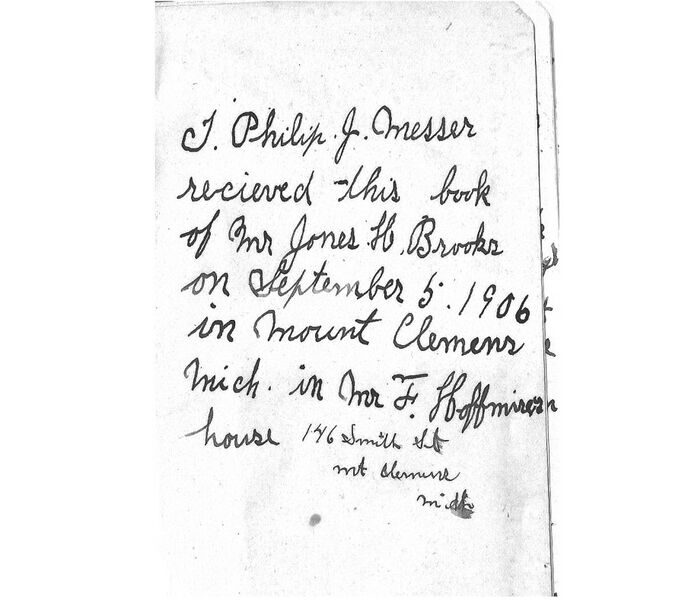 I. Philip. J. Messer
recieved this book
of Mr Jones. H. Brooks
on September 5. 1906
in Mount Clemens
Mich. in Mr F.
house 146 Smith St
mt Clemens
Mich